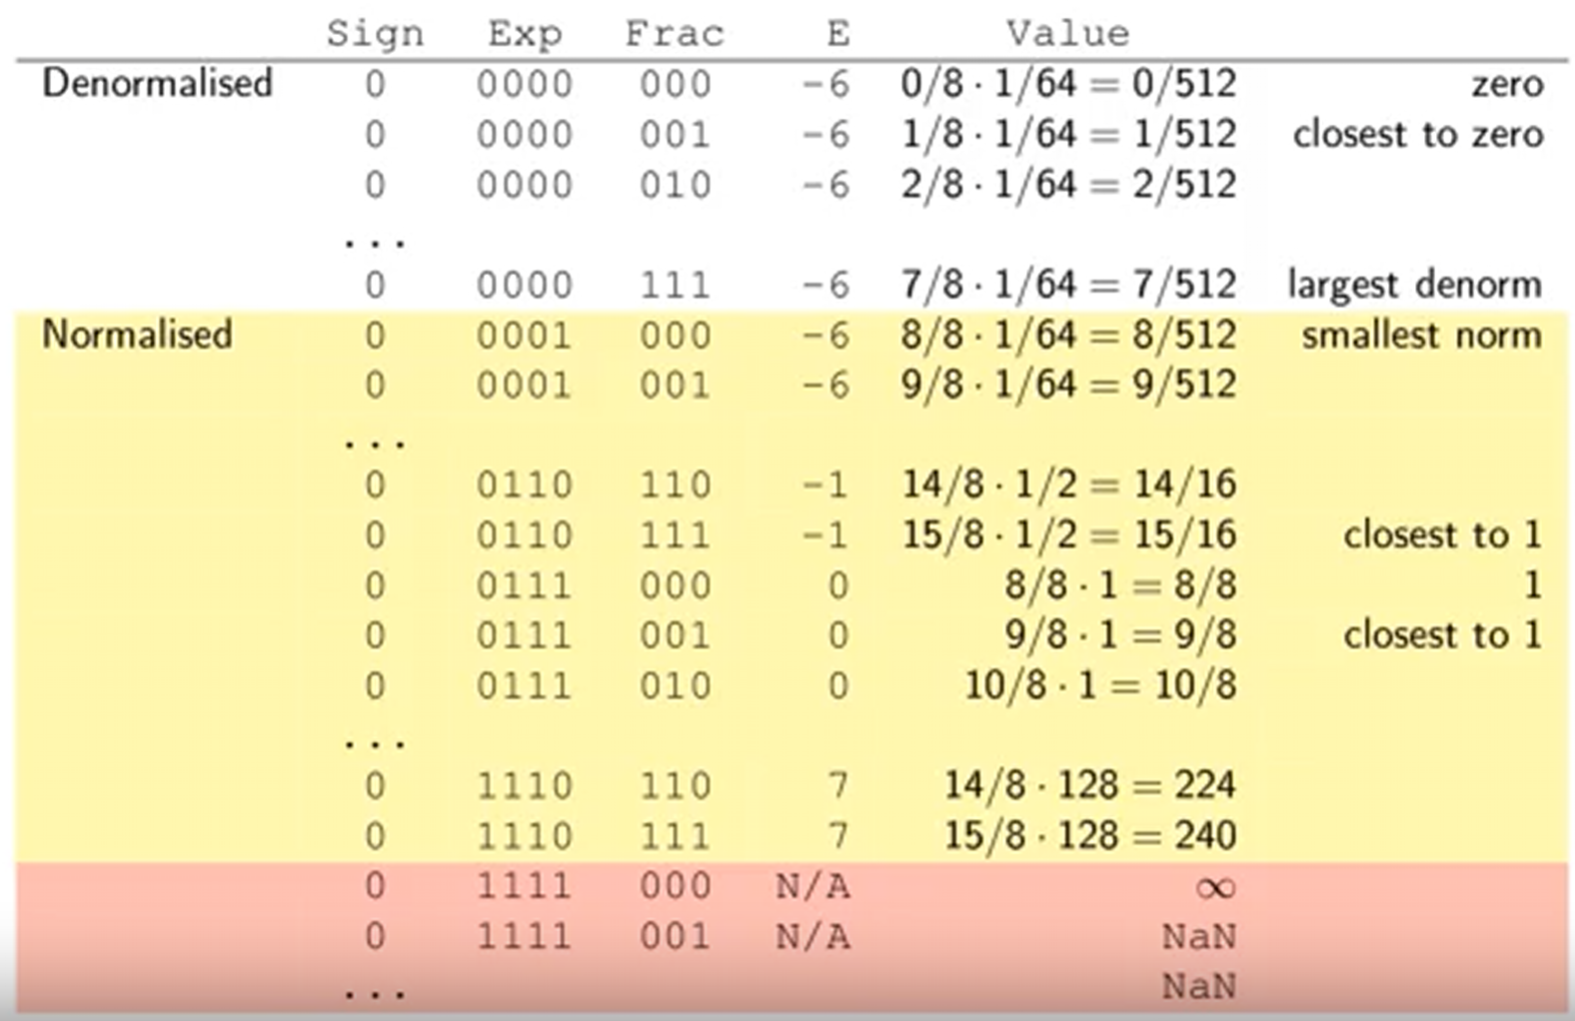 Sign Exp Frac E Value
Denormalised 0 0000 000 -6 0/8 · 1/64 = 0/512 zero
0 0000 001 -6 1/8 · 1/64 = 1/512 closest to zero
0 0000 010 -6 2/8 · 1/64 = 2/512
...
0 0000 111 -6 7/8 · 1/64 = 7/512 largest denorm
Normalised 0 0001 000 -6 8/8 · 1/64 = 8/512 smallest norm
0 0001 001 -6 9/8 · 1/64 = 9/512
...
0 0110 110 -1 14/8 · 1/2 = 14/16
0 0110 111 -1 15/8 · 1/2 = 15/16 closest to 1
0 0111 000 0 8/8 · 1 = 8/8 1
0 0111 001 0 9/8 · 1 = 9/8 closest to 1
0 0111 010 0 10/8 · 1 = 10/8
...
0 1110 110 7 14/8 · 128 = 224
0 1110 111 7 15/8 · 128 = 240
0 1111 000 N/A ∞
0 1111 001 N/A NaN
... NaN